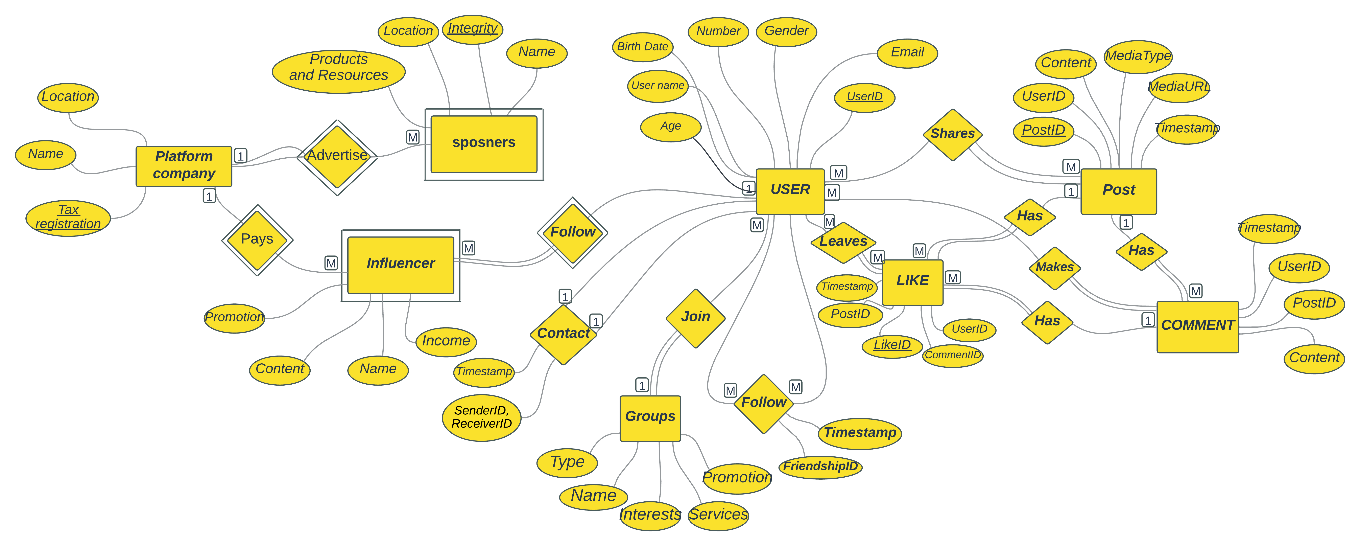 Location
Integrity
Name
Products
and Resources
Location
Name
Tax
registration
Platform
company
1
Advertise
M
sposners
1
Pays
M
Influencer
M
Follow
Promotion
Content
Name
Income
Birth Date
Number
Gender
Email
User name
UserID
Age
USER
1
M
M
M
M
Shares
M
1
Post
1
Content
MediaType
UserID
MediaURL
PostID
Timestamp
Has
Has
M
Leaves
M
M
LIKE
M
Makes
Has
1
COMMENT
Timestamp
UserID
PostID
Content
Timestamp
PostID
LikeID
UserID
CommentID
1
Contact
1
Timestamp
SenderID,
ReceiverID
Join
1
Groups
Type
Name
Interests
Services
Promotion
M
Follow
M
Timestamp
FriendshipID